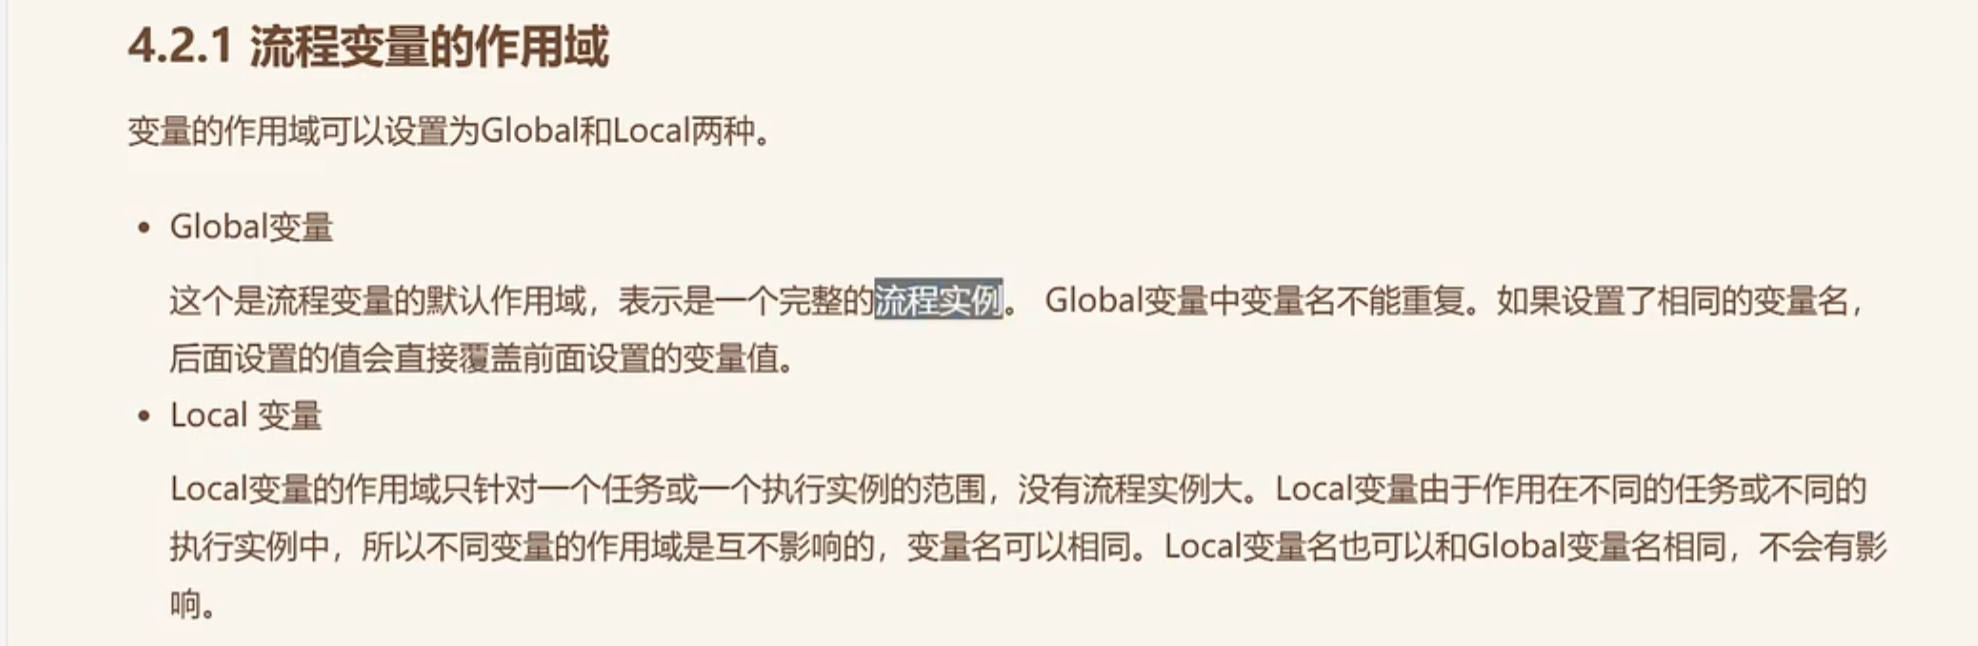 4.2.1 流程变量的作用域
变量的作用域可以设置为Global和Local两种。
• Global变量
这个是流程变量的默认作用域，表示是一个完整的流程实例。 Global变量中变量名不能重复。如果设置了相同的变量名，
后面设置的值会直接覆盖前面设置的变量值。
• Local 变量
Local变量的作用域只针对一个任务或一个执行实例的范围，没有流程实例大。Local变量由于作用在不同的任务或不同的
执行实例中，所以不同变量的作用域是互不影响的，变量名可以相同。Local变量名也可以和Global变量名相同，不会有影
响。